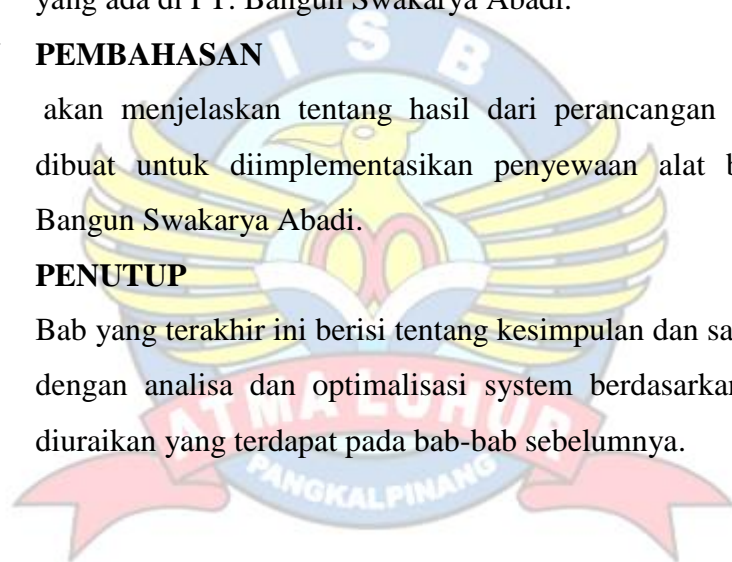 yang ada di PT. Bangun Swakarya Abadi.
PEMBAHASAN
akan menjelaskan tentang hasil dari perancangan
dibuat untuk diimplementasikan penyewaan alat b
Bangun Swakarya Abadi.
PENUTUP
Bab yang terakhir ini berisi tentang kesimpulan dan sa
dengan analisa dan optimalisasi system berdasarkan
diuraikan yang terdapat pada bab-bab sebelumnya.
I S B
ATMA LUHUR
PANGKALPINANG